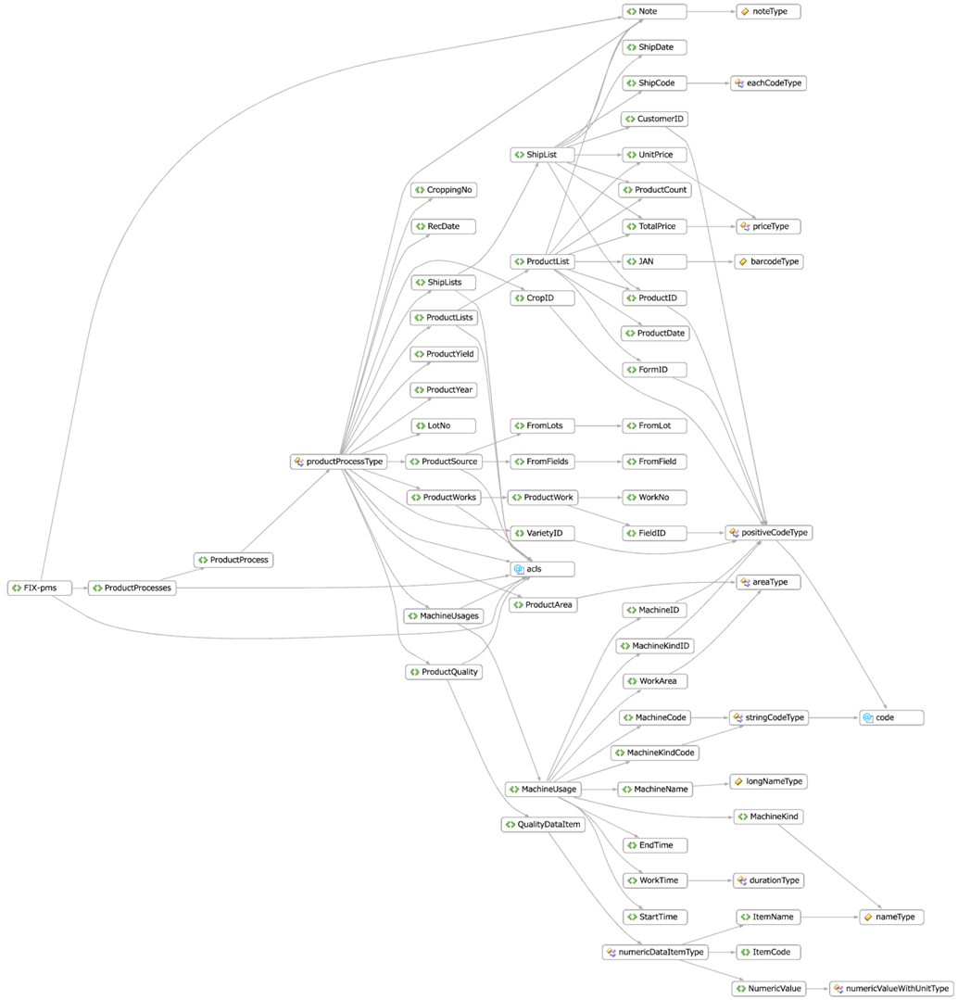 Note
noteType
ShipDate
ShipCode
eachCodeType
CustomerID
ShipList
UnitPrice
CroppingNo
ProductCount
RecDate
TotalPrice
priceType
ProductList
JAN
barcodeType
ShipLists
CropID
ProductID
ProductLists
ProductDate
ProductYield
FormID
ProductYear
LotNo
FromLots
FromLot
productProcessType
ProductSource
FromFields
FromField
ProductWorks
ProductWork
WorkNo
VarietyID
FieldID
positiveCodeType
ProductProcess
acls
FIX-pms
ProductProcesses
areaType
ProductArea
MachineUsages
MachineID
MachineKindID
ProductQuality
WorkArea
MachineCode
stringCodeType
code
MachineKindCode
MachineUsage
MachineName
longNameType
MachineKind
QualityDataItem
EndTime
WorkTime
durationType
StartTime
ItemName
nameType
numericDataItemType
ItemCode
NumericValue
numericValueWithUnitType